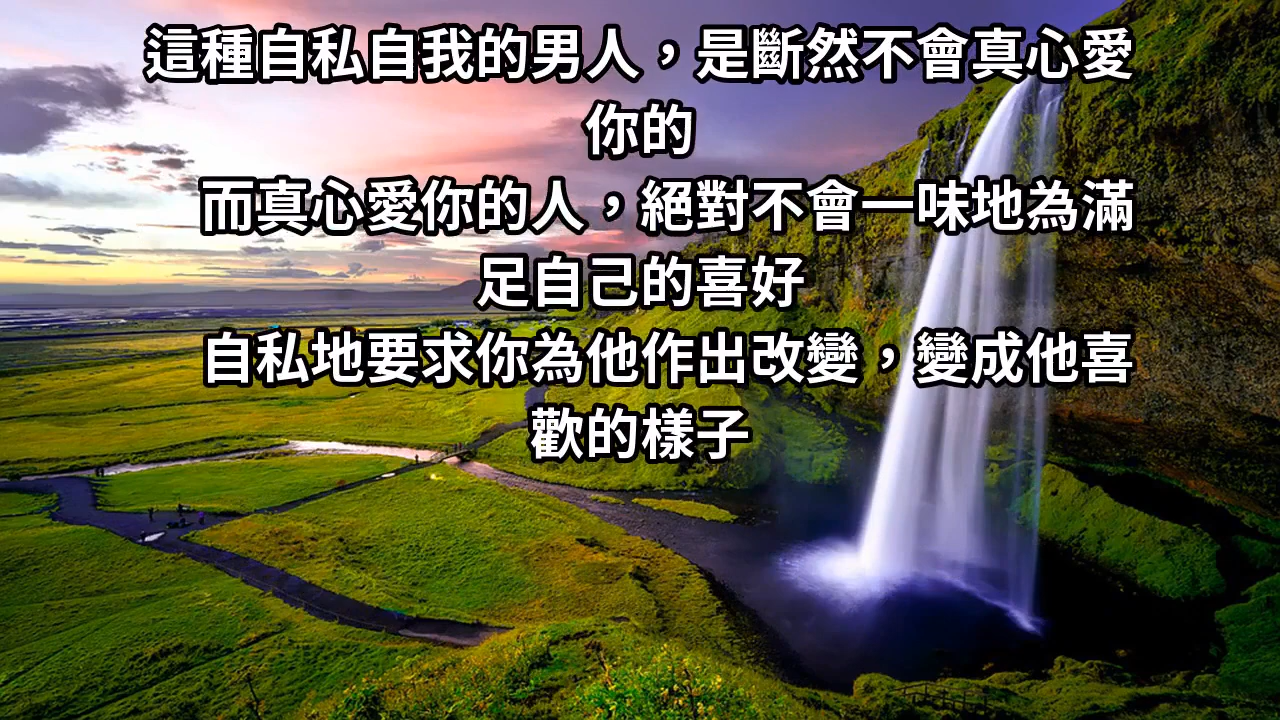 這種自私自我的男人，是斷然不會真心愛
你的
而真心愛你的人，絕對不會一味地為滿
足自己的喜好
自私地要求你為他作出改變，變成他喜
歡的樣子